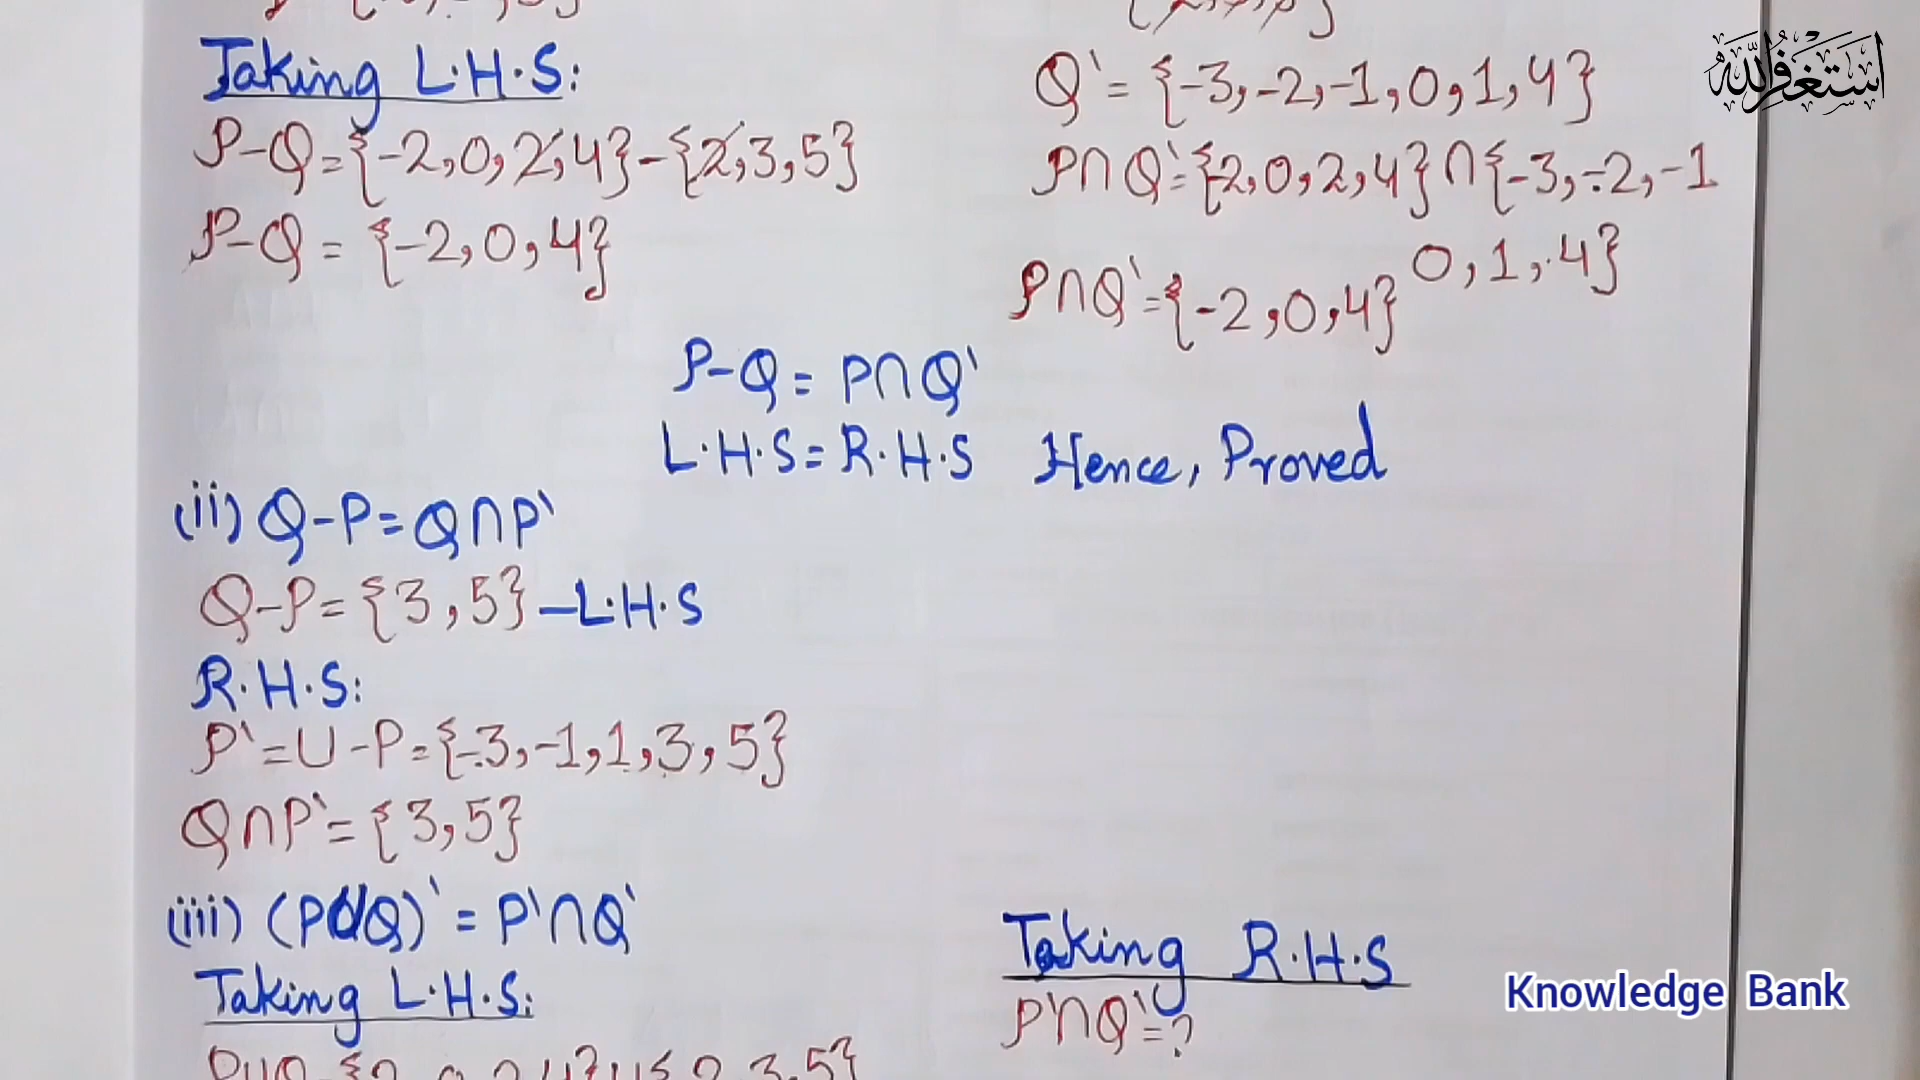 Taking L.H.S:
P-Q={-2,0,2,4}-{2,3,5}
P-Q={-2,0,4}
Q'={-3,-2,-1,0,1,4}
P∩Q'={-2,0,2,4}∩{-3,-2,-1
0,1,4}
P∩Q'={-2,0,4}
P-Q=P∩Q'
L.H.S=R.H.S Hence, Proved
(ii) Q-P=Q∩P'
Q-P={3,5}-L.H.S
R.H.S:
P'=U-P={-3,-1,1,3,5}
Q∩P'={3,5}
(iii) (P∪Q)'=P'∩Q'
Taking L.H.S:
Taking R.H.S
P'∩Q'=?
أستغفر الله
Knowledge Bank